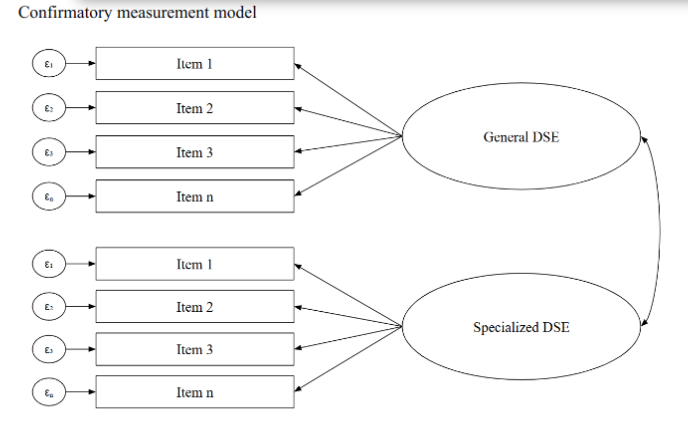 Confirmatory measurement model
ε₁
Item 1
ε₂
Item 2
General DSE
ε₃
Item 3
εₙ
Item n
ε₁
Item 1
ε₂
Item 2
Specialized DSE
ε₃
Item 3
εₙ
Item n